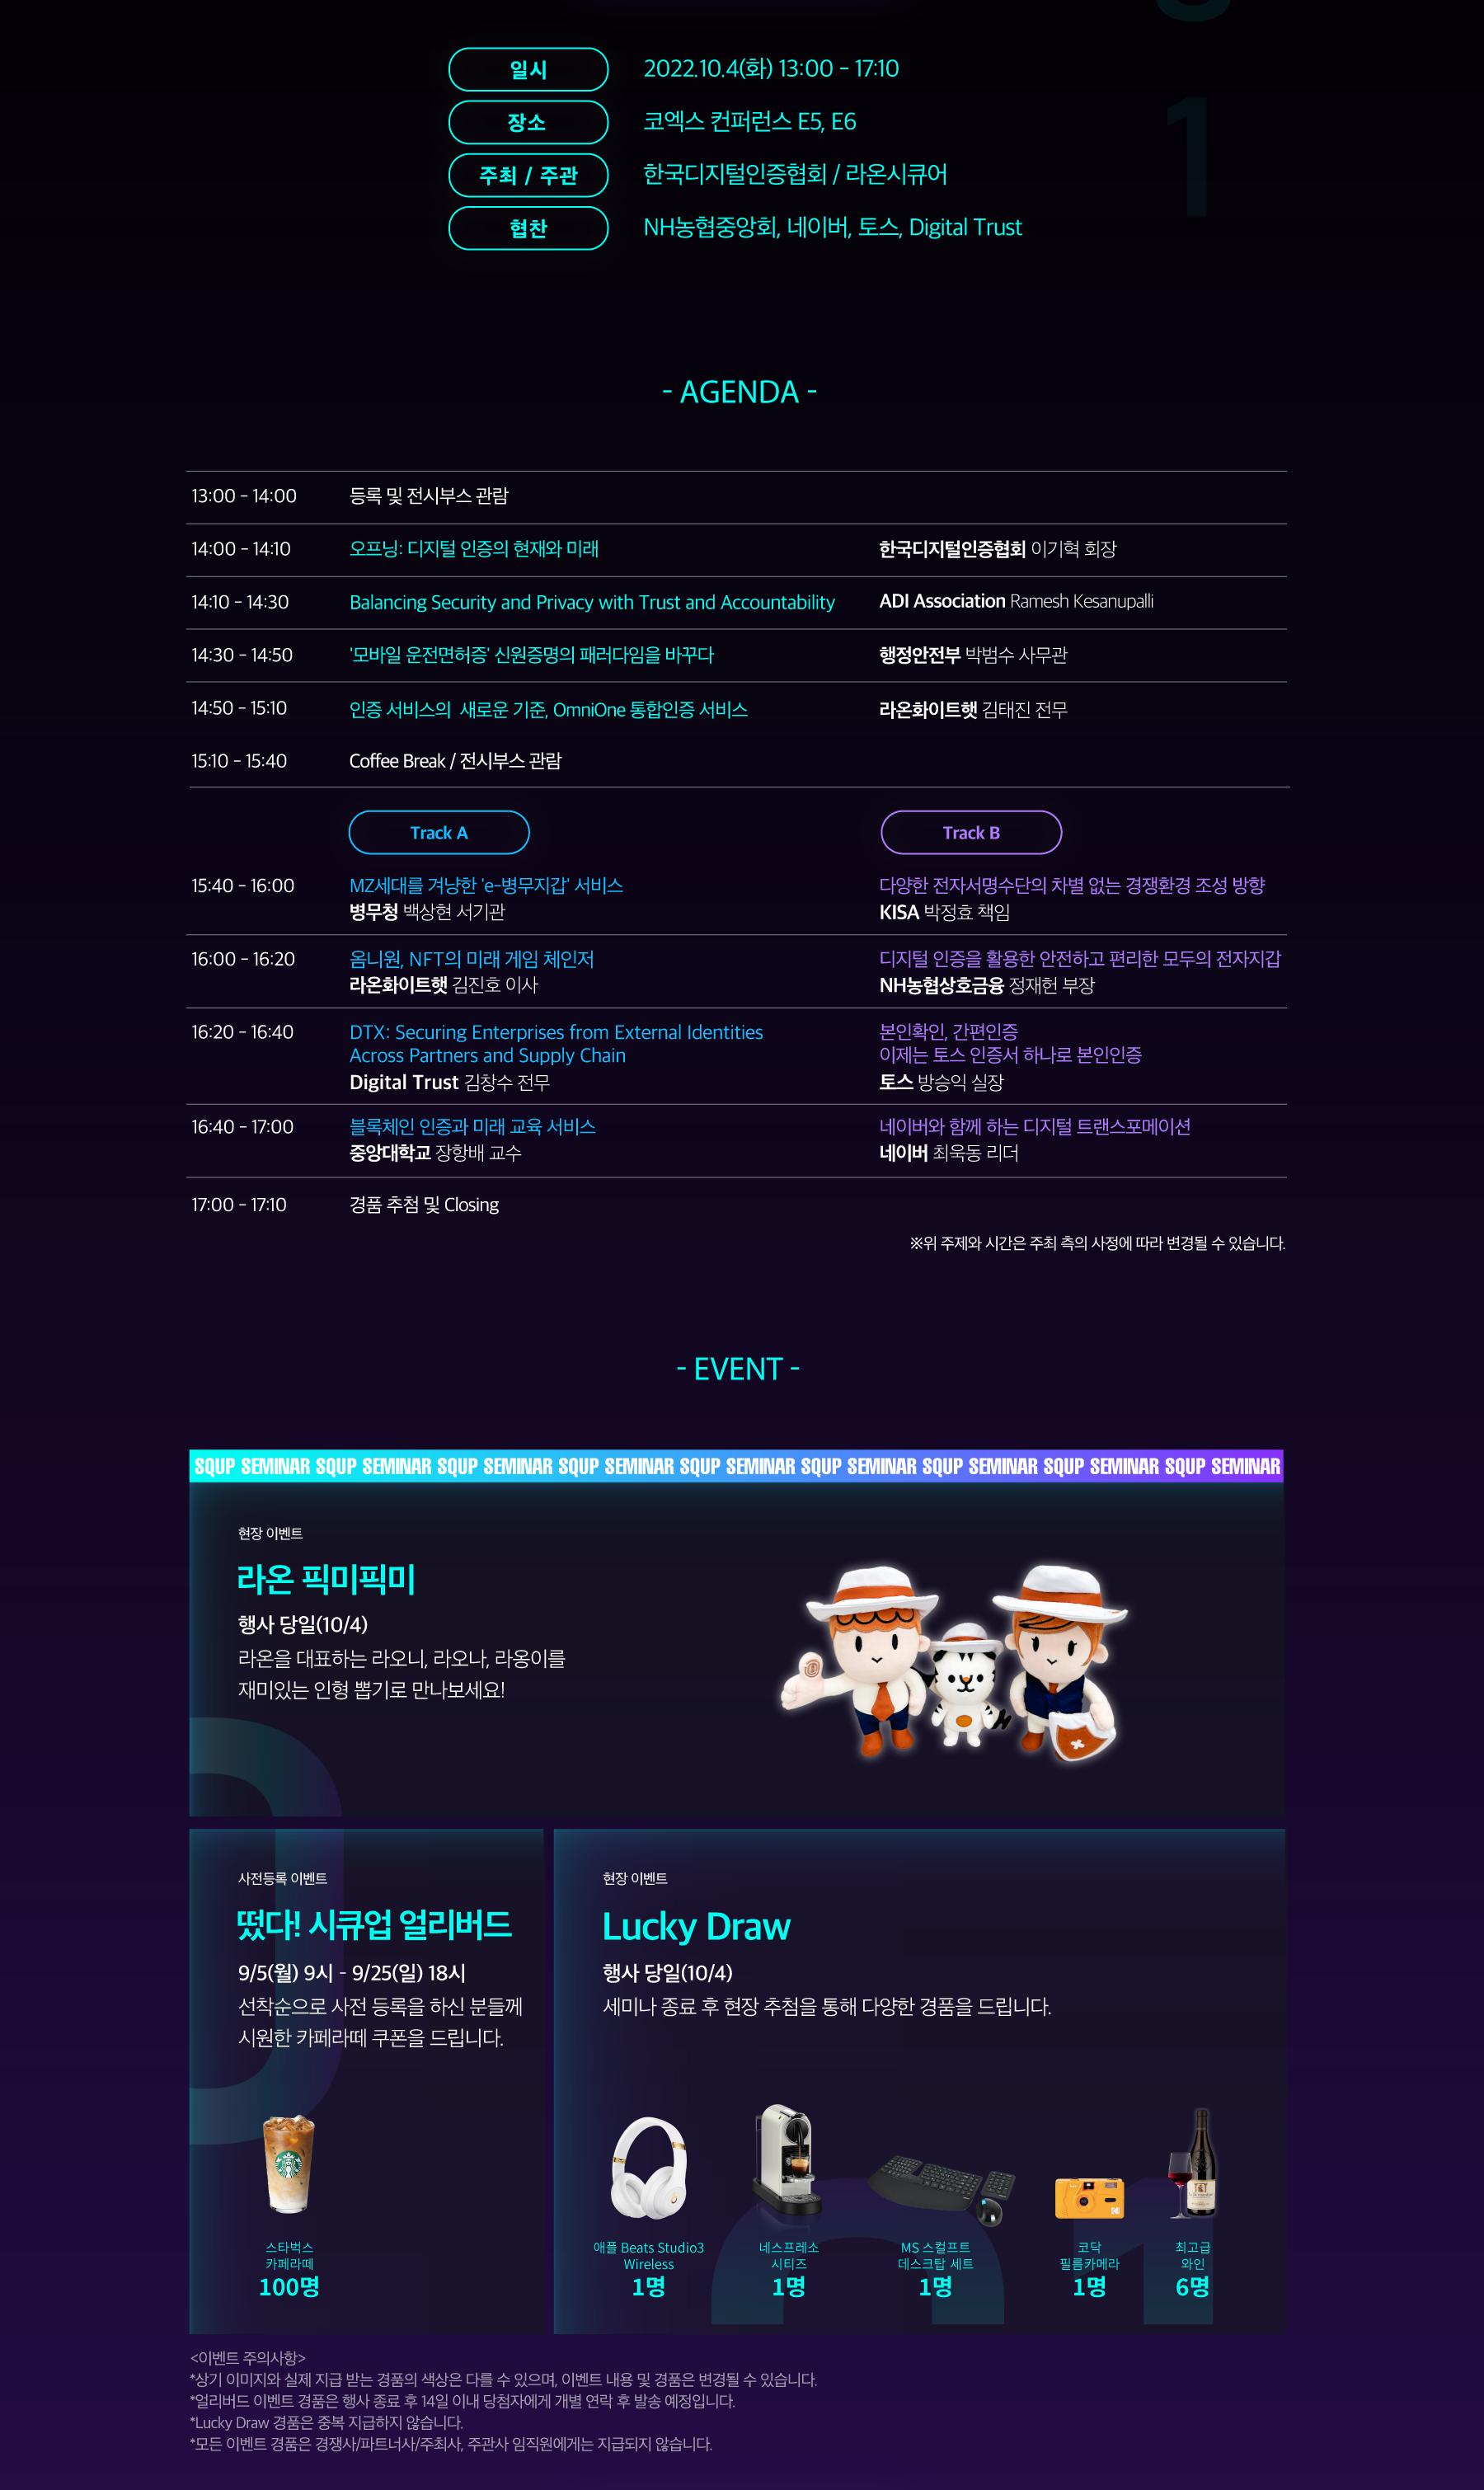 일시 2022.10.4(화) 13:00 - 17:10
장소 코엑스 컨퍼런스 E5, E6
주최 / 주관 한국디지털인증협회 / 라온시큐어
협찬 NH농협중앙회, 네이버, 토스, Digital Trust
- AGENDA -
13:00 - 14:00 등록 및 전시부스 관람
14:00 - 14:10 오프닝: 디지털 인증의 현재와 미래 한국디지털인증협회 이기혁 회장
14:10 - 14:30 Balancing Security and Privacy with Trust and Accountability ADI Association Ramesh Kesanupalli
14:30 - 14:50 '모바일 운전면허증' 신원증명의 패러다임을 바꾸다 행정안전부 박범수 사무관
14:50 - 15:10 인증 서비스의 새로운 기준, OmniOne 통합인증 서비스 라온화이트햇 김태진 전무
15:10 - 15:40 Coffee Break / 전시부스 관람
Track A Track B
15:40 - 16:00 MZ세대를 겨냥한 'e-병무지갑' 서비스 다양한 전자서명수단의 차별 없는 경쟁환경 조성 방향
병무청 백상현 서기관 KISA 박정효 책임
16:00 - 16:20 옴니원, NFT의 미래 게임 체인저 디지털 인증을 활용한 안전하고 편리한 모두의 전자지갑
라온화이트햇 김진호 이사 NH농협상호금융 정재헌 부장
16:20 - 16:40 DTX: Securing Enterprises from External Identities 본인확인, 간편인증
Across Partners and Supply Chain 이제는 토스 인증서 하나로 본인인증
Digital Trust 김창수 전무 토스 방승익 실장
16:40 - 17:00 블록체인 인증과 미래 교육 서비스 네이버와 함께 하는 디지털 트랜스포메이션
중앙대학교 장항배 교수 네이버 최욱동 리더
17:00 - 17:10 경품 추첨 및 Closing
※위 주제와 시간은 주최 측의 사정에 따라 변경될 수 있습니다.
- EVENT -
SQUP SEMINAR SQUP SEMINAR SQUP SEMINAR SQUP SEMINAR SQUP SEMINAR SQUP SEMINAR SQUP SEMINAR SQUP SEMINAR SQUP SEMINAR
현장 이벤트
라온 픽미픽미
행사 당일(10/4)
라온을 대표하는 라오니, 라오나, 라옹이를
재미있는 인형 뽑기로 만나보세요!
사전등록 이벤트
떴다! 시큐업 얼리버드
9/5(월) 9시 - 9/25(일) 18시
선착순으로 사전 등록을 하신 분들께
시원한 카페라떼 쿠폰을 드립니다.
스타벅스
카페라떼
100명
현장 이벤트
Lucky Draw
행사 당일(10/4)
세미나 종료 후 현장 추첨을 통해 다양한 경품을 드립니다.
애플 Beats Studio3
Wireless
1명
네스프레소
시티즈
1명
MS 스컬프트
데스크탑 세트
1명
코닥
필름카메라
1명
최고급
와인
6명
<이벤트 주의사항>
*상기 이미지와 실제 지급 받는 경품의 색상은 다를 수 있으며, 이벤트 내용 및 경품은 변경될 수 있습니다.
*얼리버드 이벤트 경품은 행사 종료 후 14일 이내 당첨자에게 개별 연락 후 발송 예정입니다.
*Lucky Draw 경품은 중복 지급하지 않습니다.
*모든 이벤트 경품은 경쟁사/파트너사/주최사, 주관사 임직원에게는 지급되지 않습니다.